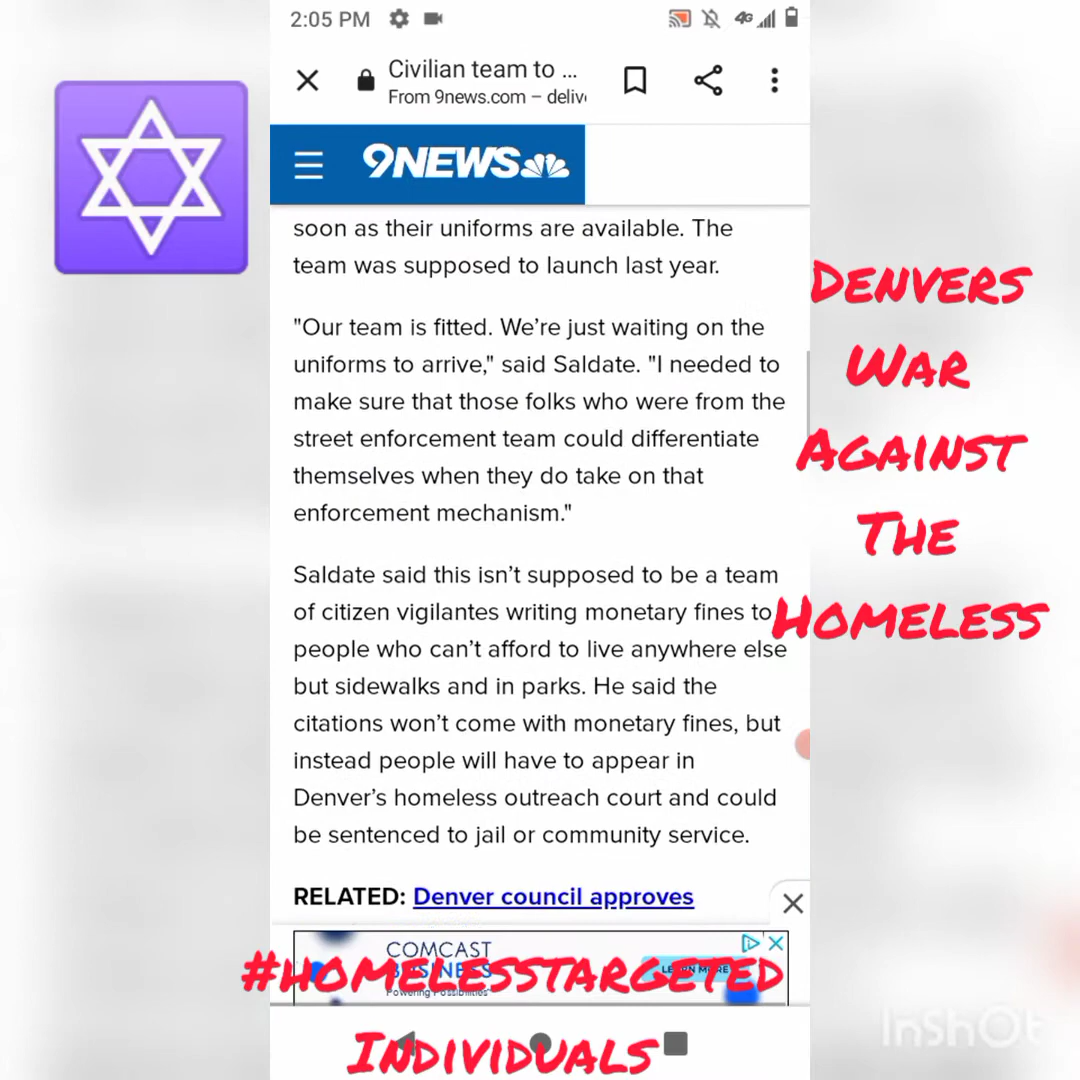 2:05 PM
4G
Civilian team to ...
From 9news.com – delive
9NEWS
soon as their uniforms are available. The
team was supposed to launch last year.
"Our team is fitted. We’re just waiting on the
uniforms to arrive," said Saldate. "I needed to
make sure that those folks who were from the
street enforcement team could differentiate
themselves when they do take on that
enforcement mechanism."
Saldate said this isn’t supposed to be a team
of citizen vigilantes writing monetary fines to
people who can’t afford to live anywhere else
but sidewalks and in parks. He said the
citations won’t come with monetary fines, but
instead people will have to appear in
Denver’s homeless outreach court and could
be sentenced to jail or community service.
RELATED: Denver council approves
COMCAST
BUSINESS
LEARN MORE
Powering Possibilities
Denvers
War
Against
The
Homeless
#homelesstargeted
Individuals
InShOt